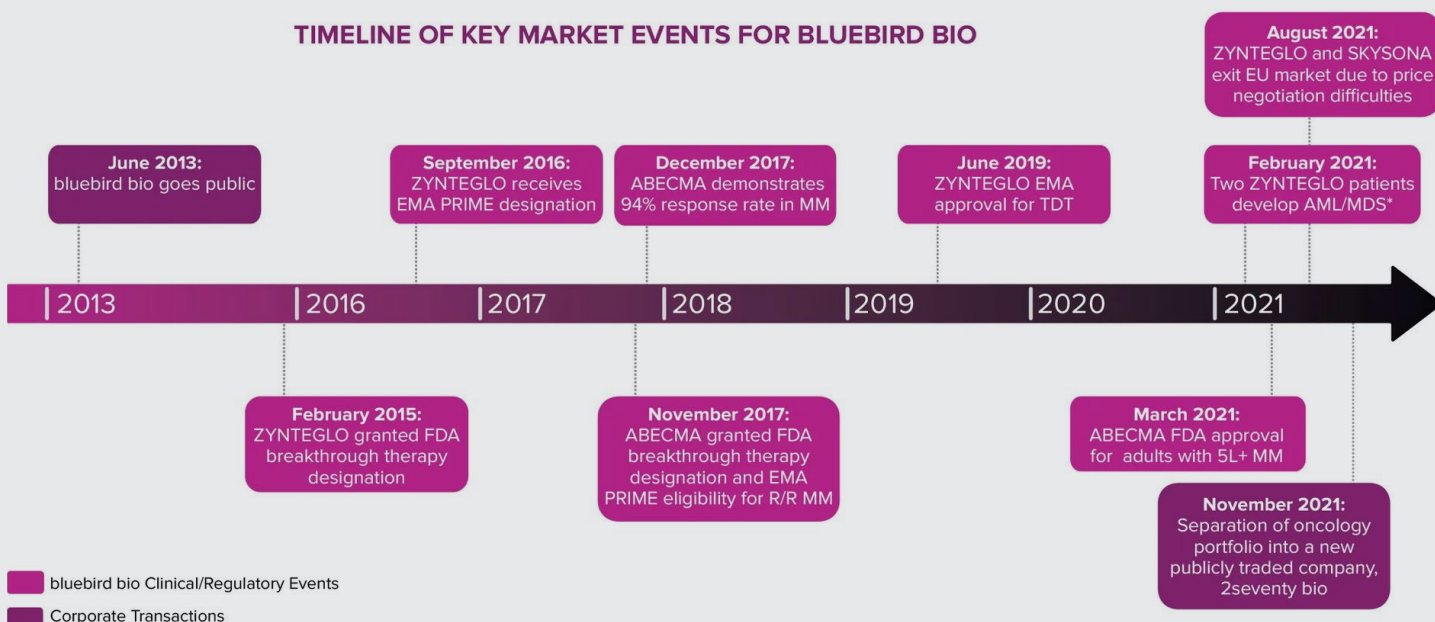 TIMELINE OF KEY MARKET EVENTS FOR BLUEBIRD BIO
August 2021:
ZYNTEGLO and SKYSONA
exit EU market due to price
negotiation difficulties
June 2013:
bluebird bio goes public
September 2016:
ZYNTEGLO receives
EMA PRIME designation
December 2017:
ABECMA demonstrates
94% response rate in MM
June 2019:
ZYNTEGLO EMA
approval for TDT
February 2021:
Two ZYNTEGLO patients
develop AML/MDS*
2013
2016
2017
2018
2019
2020
2021
February 2015:
ZYNTEGLO granted FDA
breakthrough therapy
designation
November 2017:
ABECMA granted FDA
breakthrough therapy
designation and EMA
PRIME eligibility for R/R MM
March 2021:
ABECMA FDA approval
for adults with 5L+ MM
November 2021:
Separation of oncology
portfolio into a new
publicly traded company,
2seventy bio
bluebird bio Clinical/Regulatory Events
Corporate Transactions